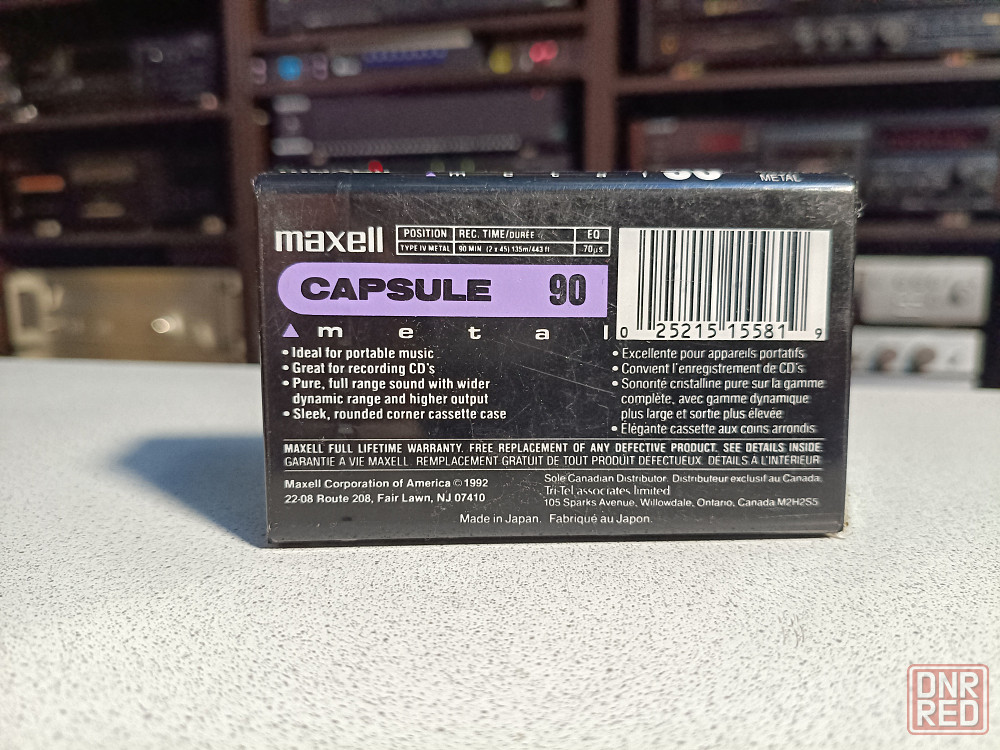 meta 90 METAL
maxell
POSITION REC. TIME/DURÉE EQ
TYPE IV METAL 90 MIN. (2 x 45) 135m/443 ft 70μs
CAPSULE 90
metal
0 25215 15581 9
• Ideal for portable music
• Great for recording CD's
• Pure, full range sound with wider
dynamic range and higher output
• Sleek, rounded corner cassette case
• Excellente pour appareils portatifs
• Convient l'enregistrement de CD's
• Sonorité cristalline pure sur la gamme
complète, avec gamme dynamique
plus large et sortie plus élevée
• Élégante cassette aux coins arrondis
MAXELL FULL LIFETIME WARRANTY. FREE REPLACEMENT OF ANY DEFECTIVE PRODUCT. SEE DETAILS INSIDE.
GARANTIE A VIE MAXELL. REMPLACEMENT GRATUIT DE TOUT PRODUIT DEFECTUEUX. DETAILS A L'INTERIEUR.
Maxell Corporation of America © 1992
22-08 Route 208, Fair Lawn, NJ 07410
Sole Canadian Distributor. Distributeur exclusif au Canada.
Tri-Tel associates limited
105 Sparks Avenue, Willowdale, Ontario, Canada M2H2S5
Made in Japan. Fabriqué au Japon.
DNR
RED